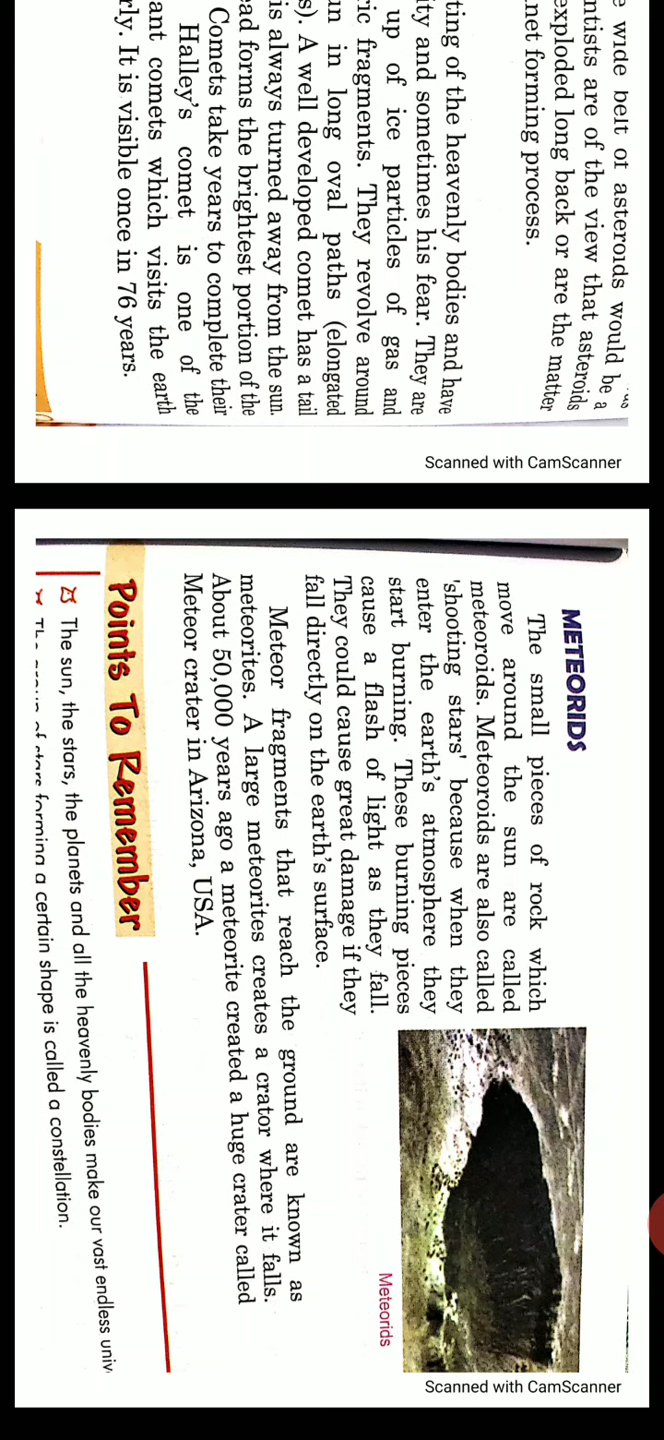 e wide belt of asteroids would be a
ntists are of the view that asteroids
exploded long back or are the matter
net forming process.
ting of the heavenly bodies and have
ity and sometimes his fear. They are
up of ice particles of gas and
ric fragments. They revolve around
un in long oval paths (elongated
s). A well developed comet has a tail
is always turned away from the sun.
ead forms the brightest portion of the
Comets take years to complete their
Halley's comet is one of the
ant comets which visits the earth
rly. It is visible once in 76 years.
Scanned with CamScanner
METEORIDS
The small pieces of rock which
move around the sun are called
meteoroids. Meteoroids are also called
'shooting stars' because when they
enter the earth's atmosphere they
start burning. These burning pieces
cause a flash of light as they fall.
They could cause great damage if they
fall directly on the earth's surface.
Meteorids
Meteor fragments that reach the ground are known as
meteorites. A large meteorites creates a crator where it falls.
About 50,000 years ago a meteorite created a huge crater called
Meteor crater in Arizona, USA.
Points To Remember
The sun, the stars, the planets and all the heavenly bodies make our vast endless univ
The group of stars forming a certain shape is called a constellation.
Scanned with CamScanner